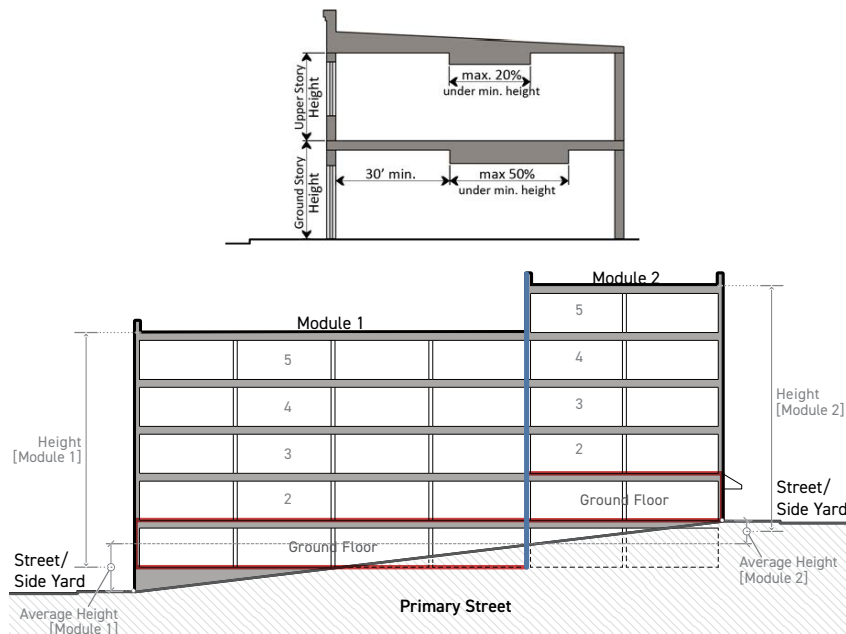 Upper Story
Height
max. 20%
under min. height
Ground Story
Height
30' min.
max 50%
under min. height
Module 2
Module 1
5
5
4
Height
[Module 2]
4
3
Height
[Module 1]
3
2
2
Ground Floor
Street/
Side Yard
Ground Floor
Street/
Side Yard
Average Height
[Module 2]
Primary Street
Average Height
[Module 1]